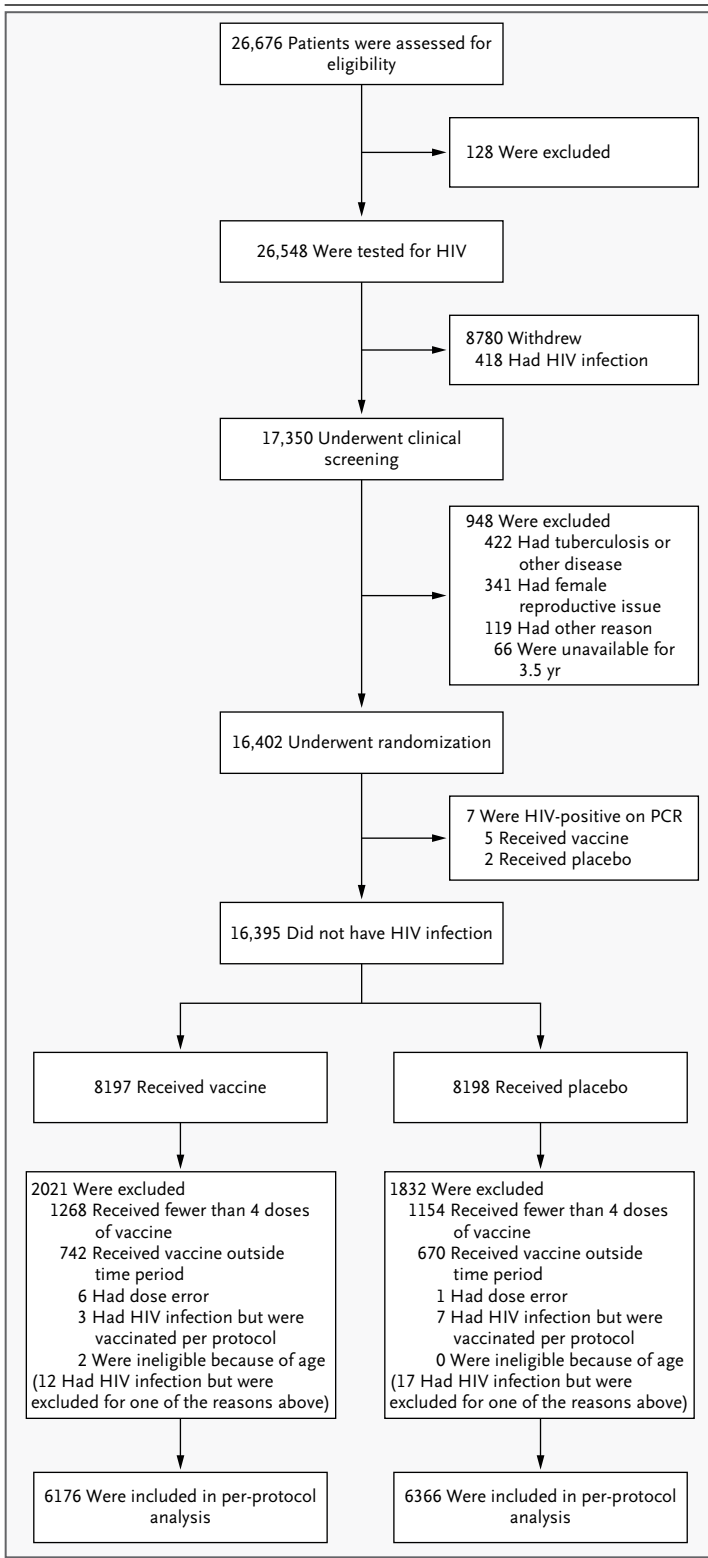 26,676 Patients were assessed for
eligibility
128 Were excluded
26,548 Were tested for HIV
8780 Withdrew
418 Had HIV infection
17,350 Underwent clinical
screening
948 Were excluded
422 Had tuberculosis or
other disease
341 Had female
reproductive issue
119 Had other reason
66 Were unavailable for
3.5 yr
16,402 Underwent randomization
7 Were HIV-positive on PCR
5 Received vaccine
2 Received placebo
16,395 Did not have HIV infection
8197 Received vaccine
8198 Received placebo
2021 Were excluded
1268 Received fewer than 4 doses
of vaccine
742 Received vaccine outside
time period
6 Had dose error
3 Had HIV infection but were
vaccinated per protocol
2 Were ineligible because of age
(12 Had HIV infection but were
excluded for one of the reasons above)
1832 Were excluded
1154 Received fewer than 4 doses
of vaccine
670 Received vaccine outside
time period
1 Had dose error
7 Had HIV infection but were
vaccinated per protocol
0 Were ineligible because of age
(17 Had HIV infection but were
excluded for one of the reasons above)
6176 Were included in per-protocol
analysis
6366 Were included in per-protocol
analysis